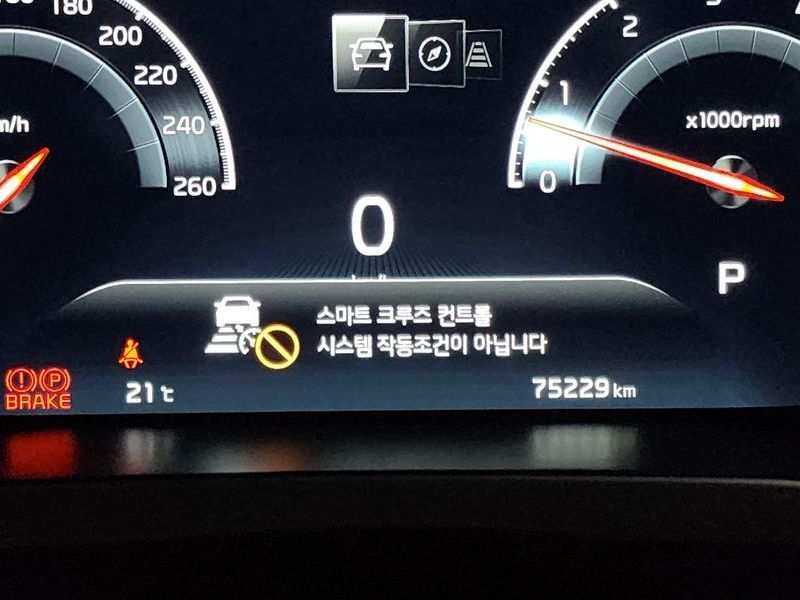 180
200
220
240
260
m/h
2
1
0
x1000rpm
0
P
스마트 크루즈 컨트롤
시스템 작동조건이 아닙니다
P
BRAKE
21℃
75229 km